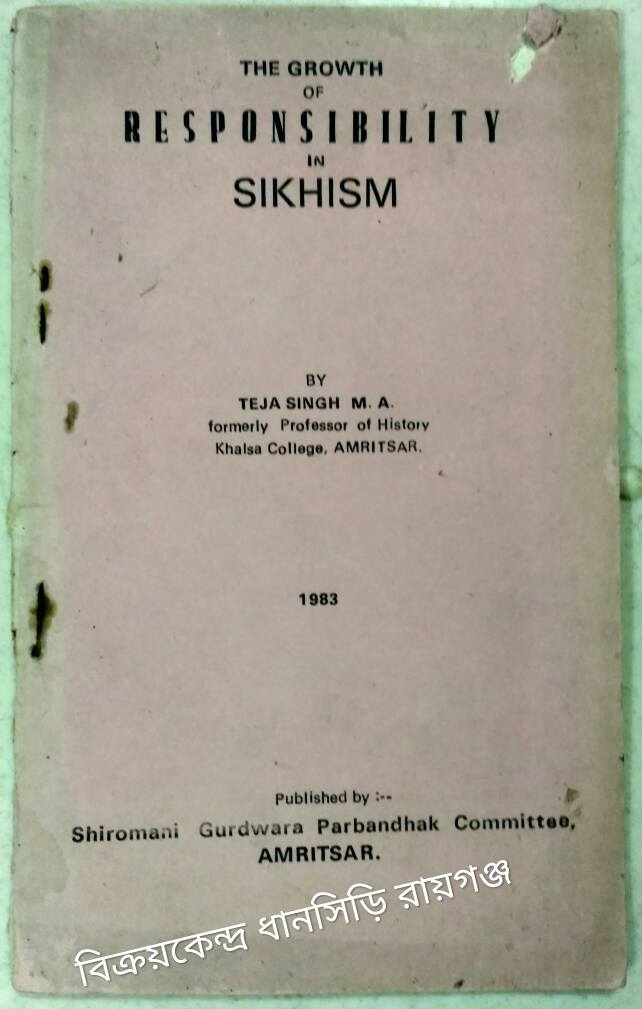 THE GROWTH
OF
RESPONSIBILITY
IN
SIKHISM
BY
TEJA SINGH M. A.
formerly Professor of History
Khalsa College, AMRITSAR.
1983
Published by :--
Shiromani Gurdwara Parbandhak Committee,
AMRITSAR.
বিক্রয়কেন্দ্র ধানসিড়ি রায়গঞ্জ